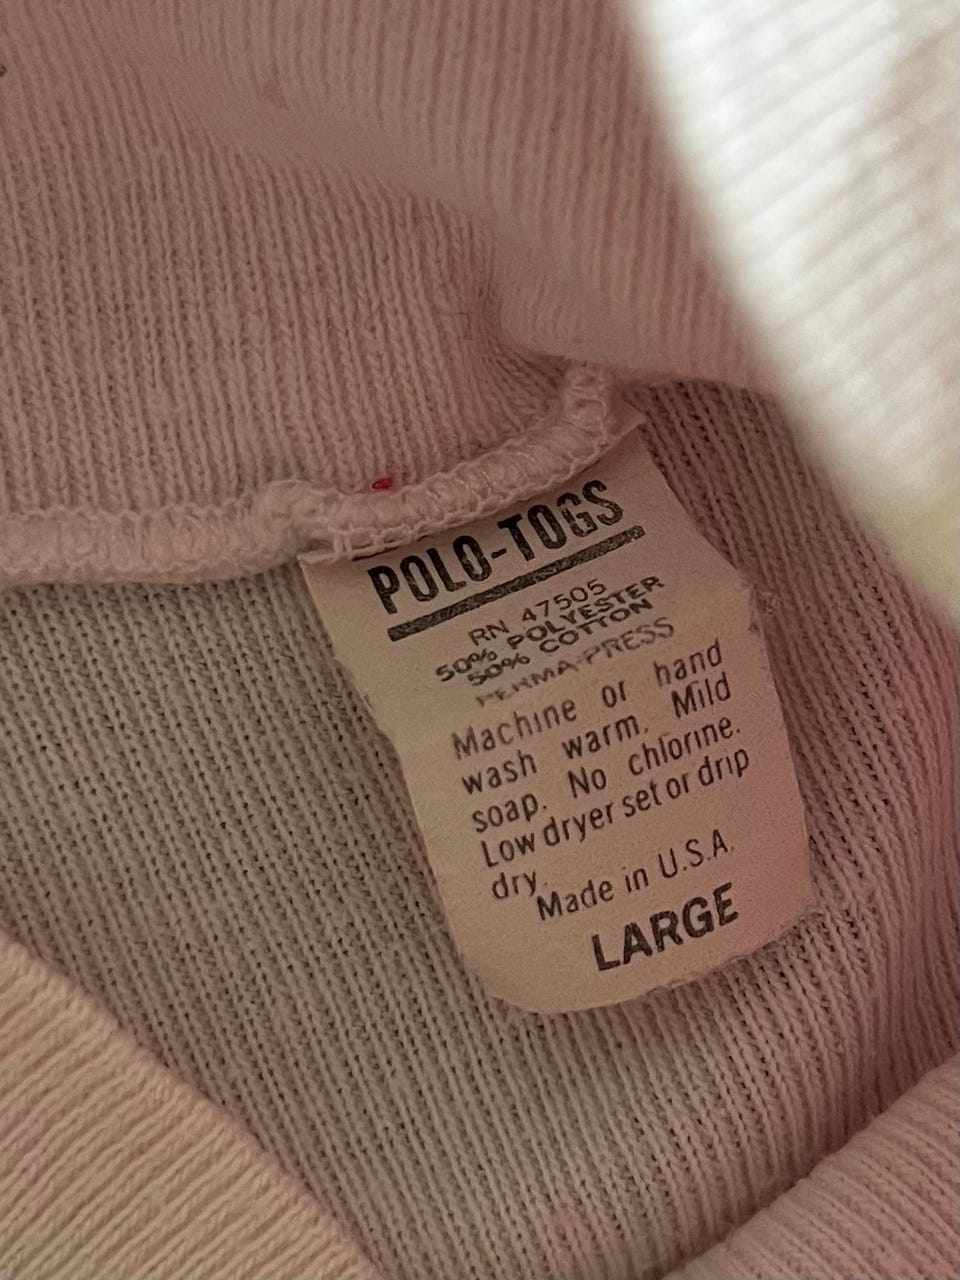 POLO-TOGS
RN 47505
50% POLYESTER
50% COTTON
PERMA-PRESS
Machine or hand
wash warm. Mild
soap. No chlorine.
Low dryer set or drip
dry.
Made in U.S.A.
LARGE